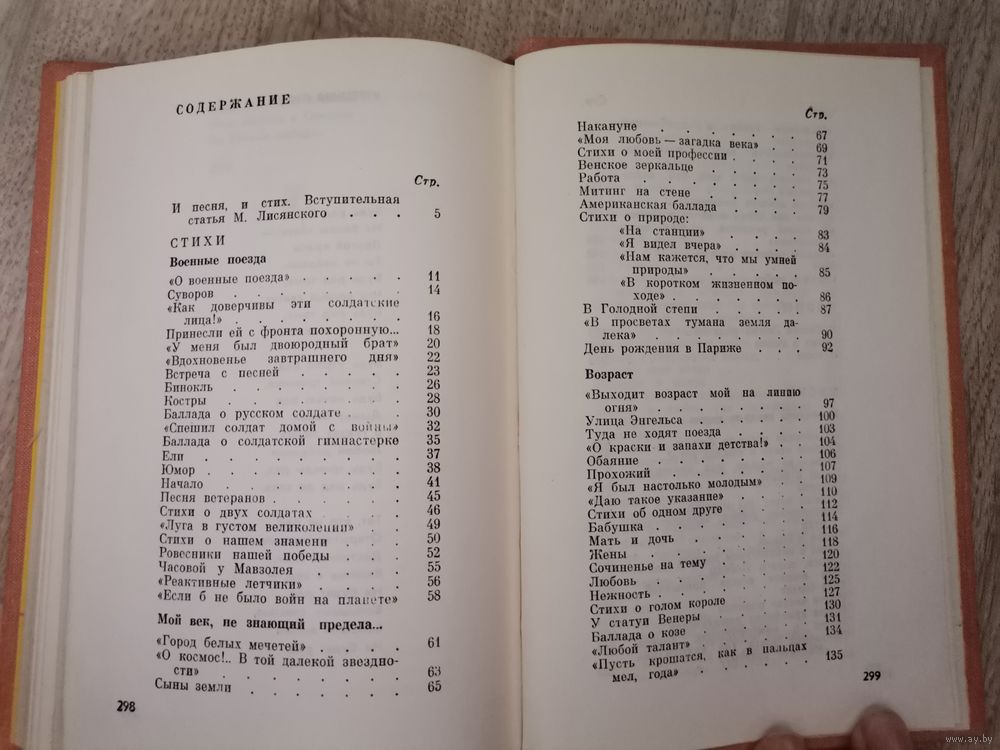 СОДЕРЖАНИЕ
Стр.
И песня, и стих. Вступительная
статья М. Лисянского . . . 5
СТИХИ
Военные поезда
«О военные поезда» . . . . . 11
Суворов . . . . . . . 14
«Как доверчивы эти солдатские
лица!» . . . . . . . 16
Принесли ей с фронта похоронную... 18
«У меня был двоюродный брат» 20
«Вдохновенье завтрашнего дня» 22
Встреча с песней . . . . . 23
Бинокль . . . . . . . 26
Костры . . . . . . . 28
Баллада о русском солдате . . . 30
«Спешил солдат домой с войны» 32
Баллада о солдатской гимнастерке 35
Ели . . . . . . . . 37
Юмор . . . . . . . . 38
Начало . . . . . . . 41
Песня ветеранов . . . . . 45
Стихи о двух солдатах . . . . 46
«Луга в густом великолепии» . . 49
Стихи о нашем знамени . . . 50
Ровесники нашей победы . . . 52
Часовой у Мавзолея . . . . 55
«Реактивные летчики» . . . . 56
«Если б не было войн на планете» 58
Мой век, не знающий предела...
«Город белых мечетей» . . . . 61
«О космос!.. В той далекой звездно-
сти» . . . . . . . . 63
Сыны земли . . . . . . 65
298
Стр.
Накануне . . . . . . 67
«Моя любовь — загадка века» . . 69
Стихи о моей профессии . . . . 71
Венское зеркальце . . . . . 73
Работа . . . . . . . 75
Митинг на стене . . . . . 77
Американская баллада . . . . 79
Стихи о природе:
«На станции» . . . . . 83
«Я видел вчера» . . . . 84
«Нам кажется, что мы умней
природы» . . . . . 85
«В коротком жизненном по-
ходе» . . . . . . 86
В Голодной степи . . . . . 87
«В просветах тумана земля да-
лека» . . . . . . . 90
День рождения в Париже . . . 92
Возраст
«Выходит возраст мой на линию
огня» . . . . . . . 97
Улица Энгельса . . . . . 100
Туда не ходят поезда . . . . 103
«О краски и запахи детства!» . . 104
Обаяние . . . . . . . 106
Прохожий . . . . . . 107
«Я был настолько молодым» . . 109
«Даю такое указание» . . . . 110
Стихи об одном друге . . . . 112
Бабушка . . . . . . . 114
Мать и дочь . . . . . . 116
Жены . . . . . . . 118
Сочиненье на тему . . . . . 120
Любовь . . . . . . . 122
Нежность . . . . . . . 125
Стихи о голом короле . . . . 127
У статуи Венеры . . . . . 130
Баллада о козе . . . . . 131
«Любой талант» . . . . . 134
«Пусть крошатся, как в пальцах
мел, года» . . . . . . 135
299
www.ay.by